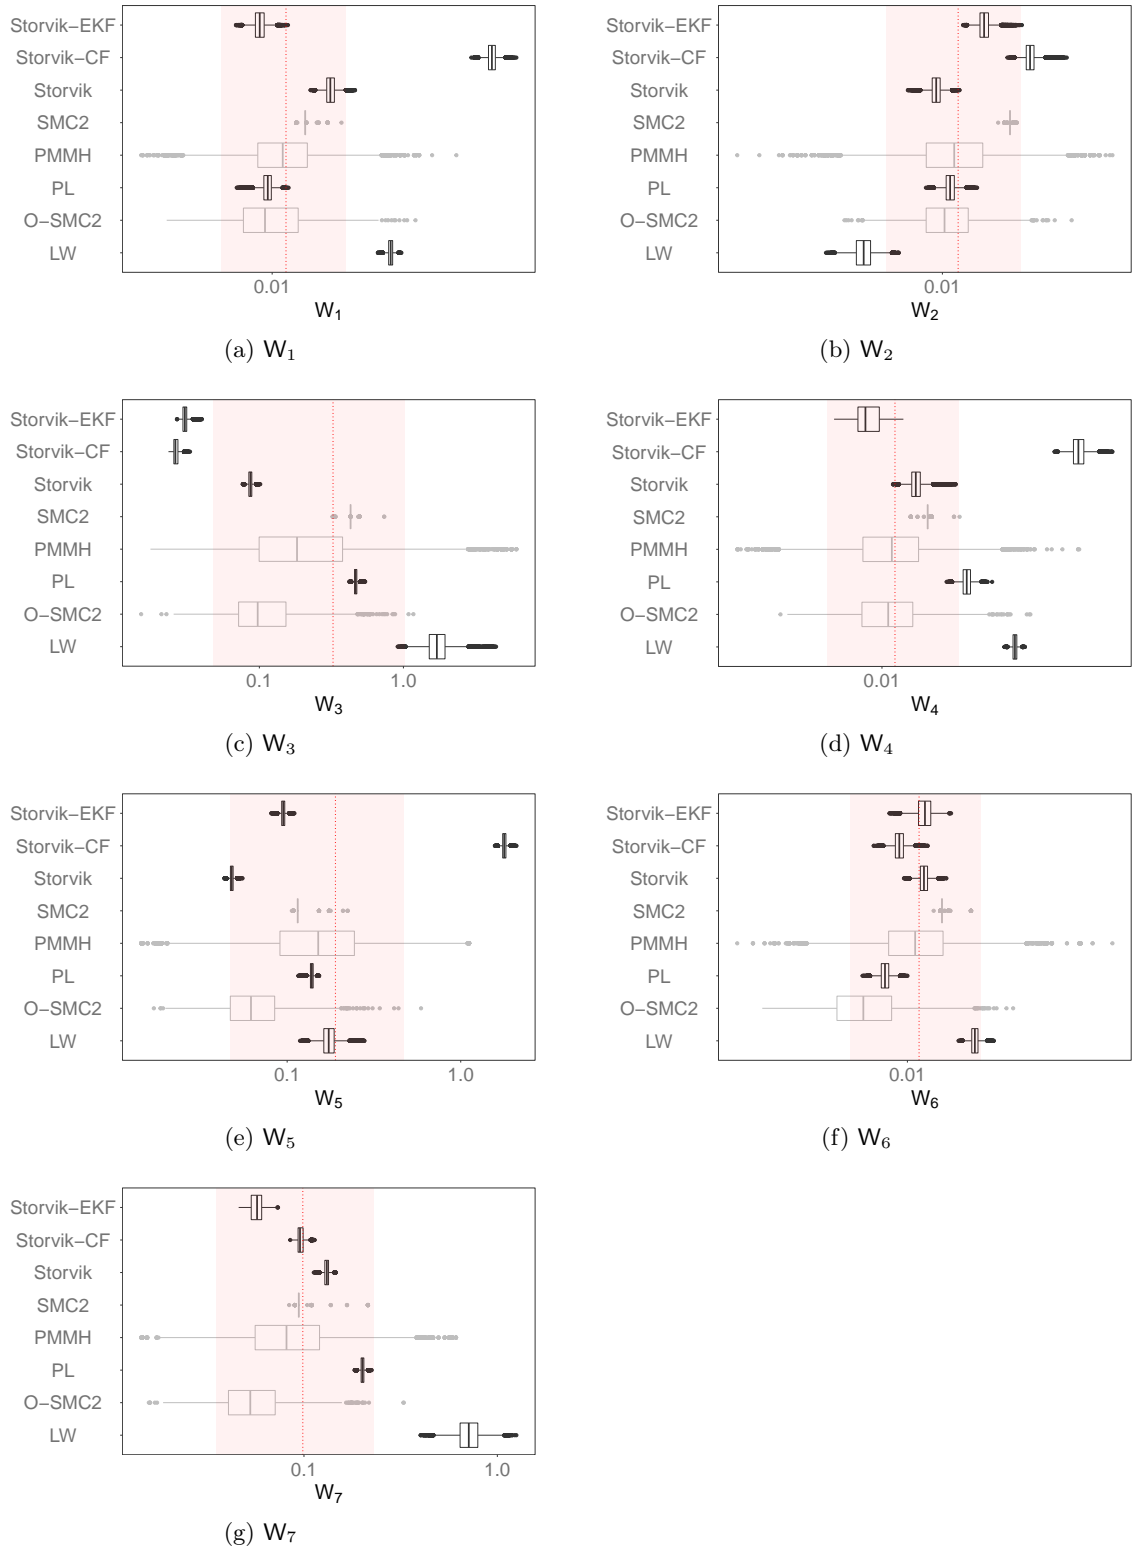 Storvik−EKF
Storvik−CF
Storvik
SMC2
PMMH
PL
O−SMC2
LW
0.01
W1
(a) W1
Storvik−EKF
Storvik−CF
Storvik
SMC2
PMMH
PL
O−SMC2
LW
0.01
W2
(b) W2
Storvik−EKF
Storvik−CF
Storvik
SMC2
PMMH
PL
O−SMC2
LW
0.1 1.0
W3
(c) W3
Storvik−EKF
Storvik−CF
Storvik
SMC2
PMMH
PL
O−SMC2
LW
0.01
W4
(d) W4
Storvik−EKF
Storvik−CF
Storvik
SMC2
PMMH
PL
O−SMC2
LW
0.1 1.0
W5
(e) W5
Storvik−EKF
Storvik−CF
Storvik
SMC2
PMMH
PL
O−SMC2
LW
0.01
W6
(f) W6
Storvik−EKF
Storvik−CF
Storvik
SMC2
PMMH
PL
O−SMC2
LW
0.1 1.0
W7
(g) W7